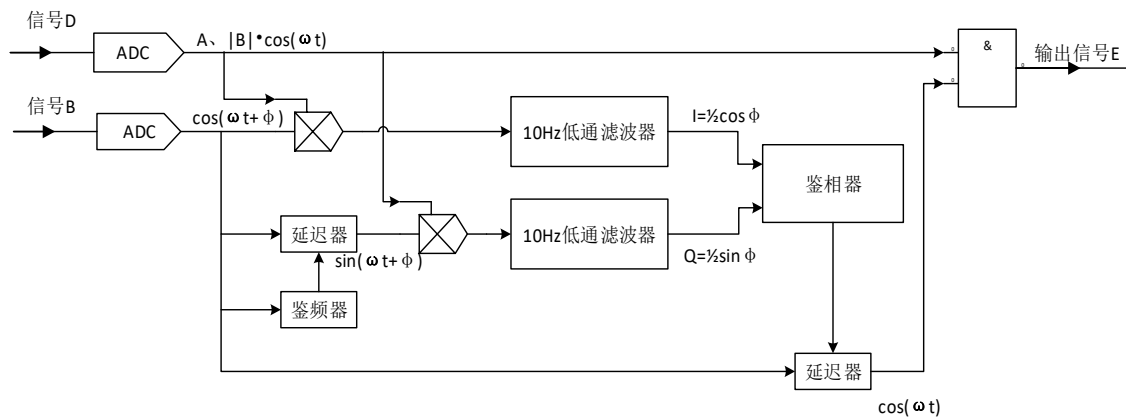 信号D
ADC
A、|B|•cos(ωt)
&
输出信号E
信号B
ADC
cos(ωt+φ)
10Hz低通滤波器
I=½cosφ
鉴相器
延迟器
sin(ωt+φ)
10Hz低通滤波器
Q=½sinφ
鉴频器
延迟器
cos(ωt)